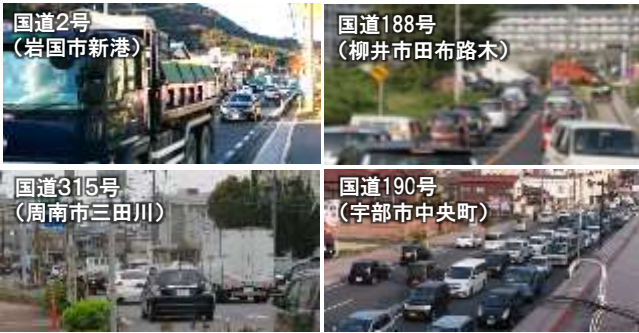 国道2号
（岩国市新港）
国道188号
（柳井市田布路木）
国道315号
（周南市三田川）
国道190号
（宇部市中央町）